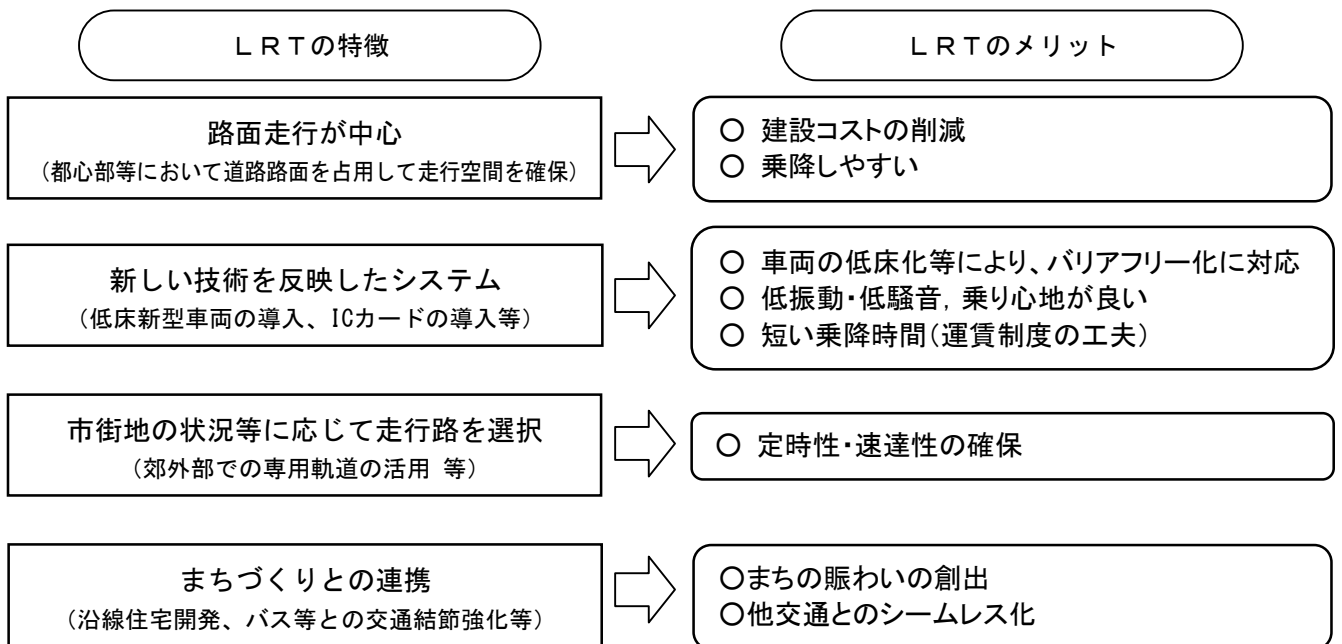 ＬＲＴの特徴
ＬＲＴのメリット
路面走行が中心
（都心部等において道路路面を占用して走行空間を確保）
○ 建設コストの削減
○ 乗降しやすい
新しい技術を反映したシステム
（低床新型車両の導入、ICカードの導入等）
○ 車両の低床化等により、バリアフリー化に対応
○ 低振動・低騒音，乗り心地が良い
○ 短い乗降時間（運賃制度の工夫）
市街地の状況等に応じて走行路を選択
（郊外部での専用軌道の活用 等）
○ 定時性・速達性の確保
まちづくりとの連携
（沿線住宅開発、バス等との交通結節強化等）
○まちの賑わいの創出
○他交通とのシームレス化